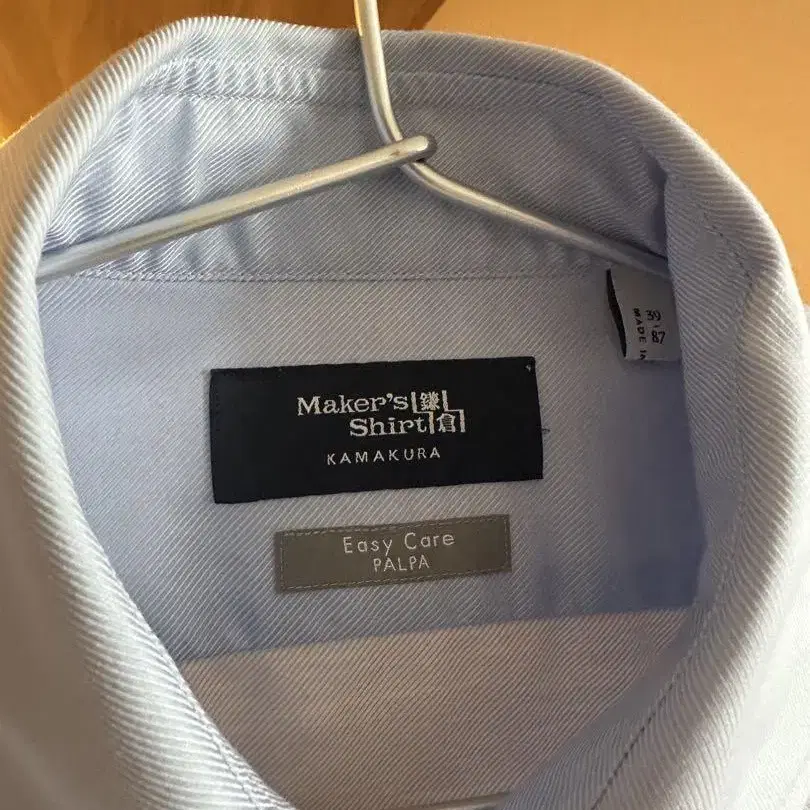 Maker's 鎌
Shirt 倉
KAMAKURA
Easy Care
PALPA
39
87
MADE IN